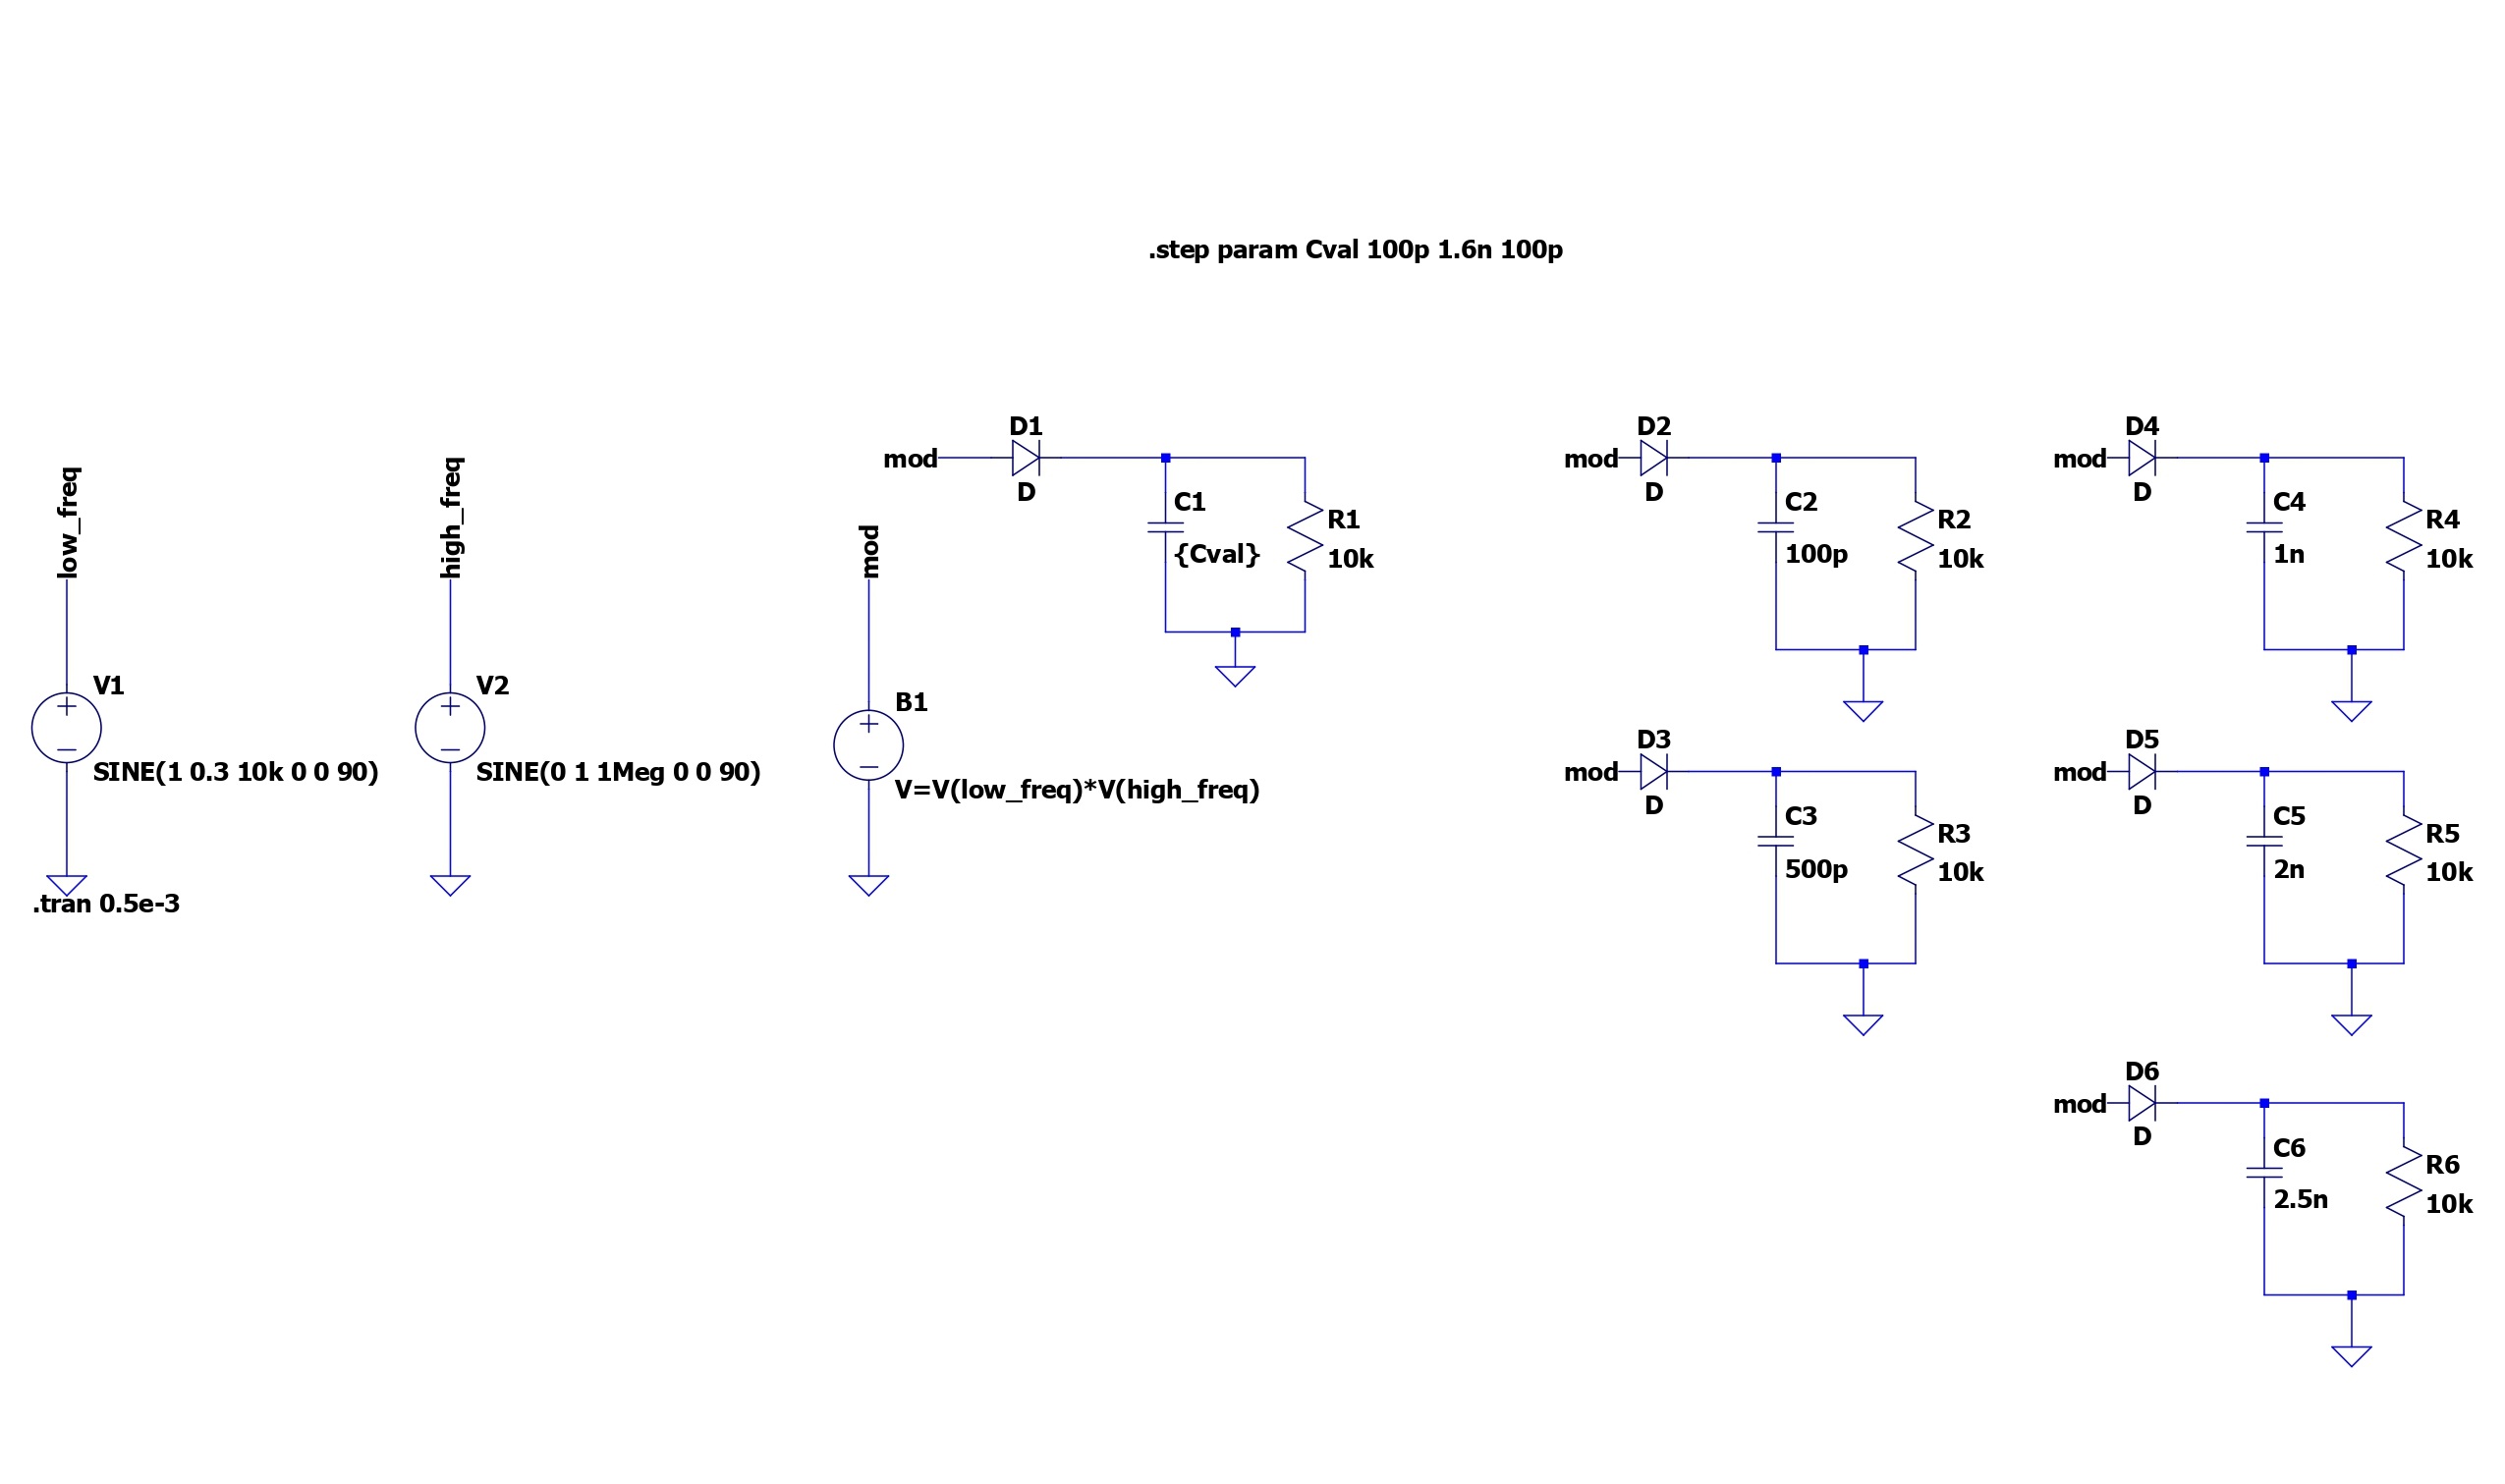 .step param Cval 100p 1.6n 100p
low_freq
V1
SINE(1 0.3 10k 0 0 90)
.tran 0.5e-3
high_freq
V2
SINE(0 1 1Meg 0 0 90)
mod
B1
V=V(low_freq)*V(high_freq)
mod
D1
D
C1
{Cval}
R1
10k
mod
D2
D
C2
100p
R2
10k
mod
D4
D
C4
1n
R4
10k
mod
D3
D
C3
500p
R3
10k
mod
D5
D
C5
2n
R5
10k
mod
D6
D
C6
2.5n
R6
10k